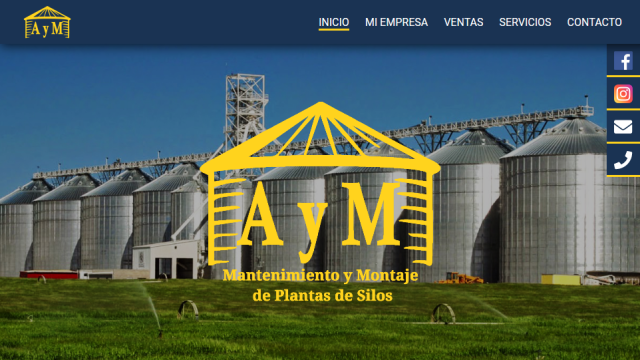 A y M
INICIO
MI EMPRESA
VENTAS
SERVICIOS
CONTACTO
A y M
Mantenimiento y Montaje
de Plantas de Silos